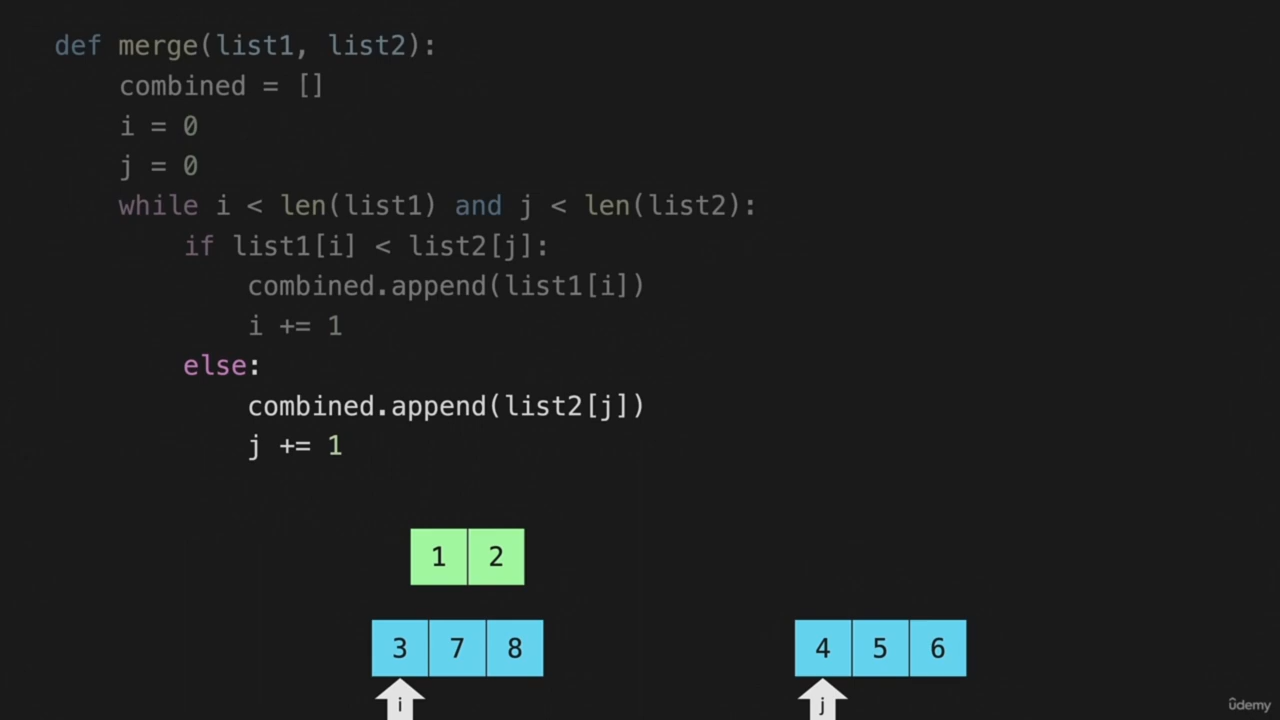 def merge(list1, list2):
    combined = []
    i = 0
    j = 0
    while i < len(list1) and j < len(list2):
        if list1[i] < list2[j]:
            combined.append(list1[i])
            i += 1
        else:
            combined.append(list2[j])
            j += 1
1 2
3 7 8 4 5 6
i j
ûdemy